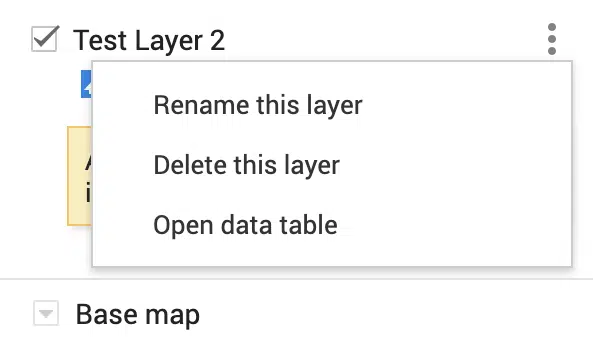 Test Layer 2
Rename this layer
Delete this layer
Open data table
Base map